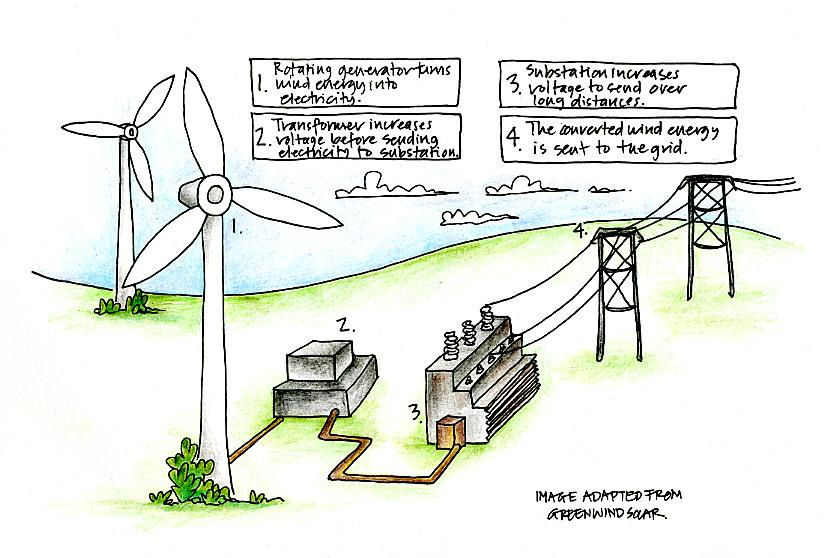 1. Rotating generator turns
wind energy into
electricity.
2. Transformer increases
voltage before sending
electricity to substation.
3. Substation increases
voltage to send over
long distances.
4. The converted wind energy
is sent to the grid.
1.
4.
2.
3.
IMAGE ADAPTED FROM
GREENWIND SOLAR.